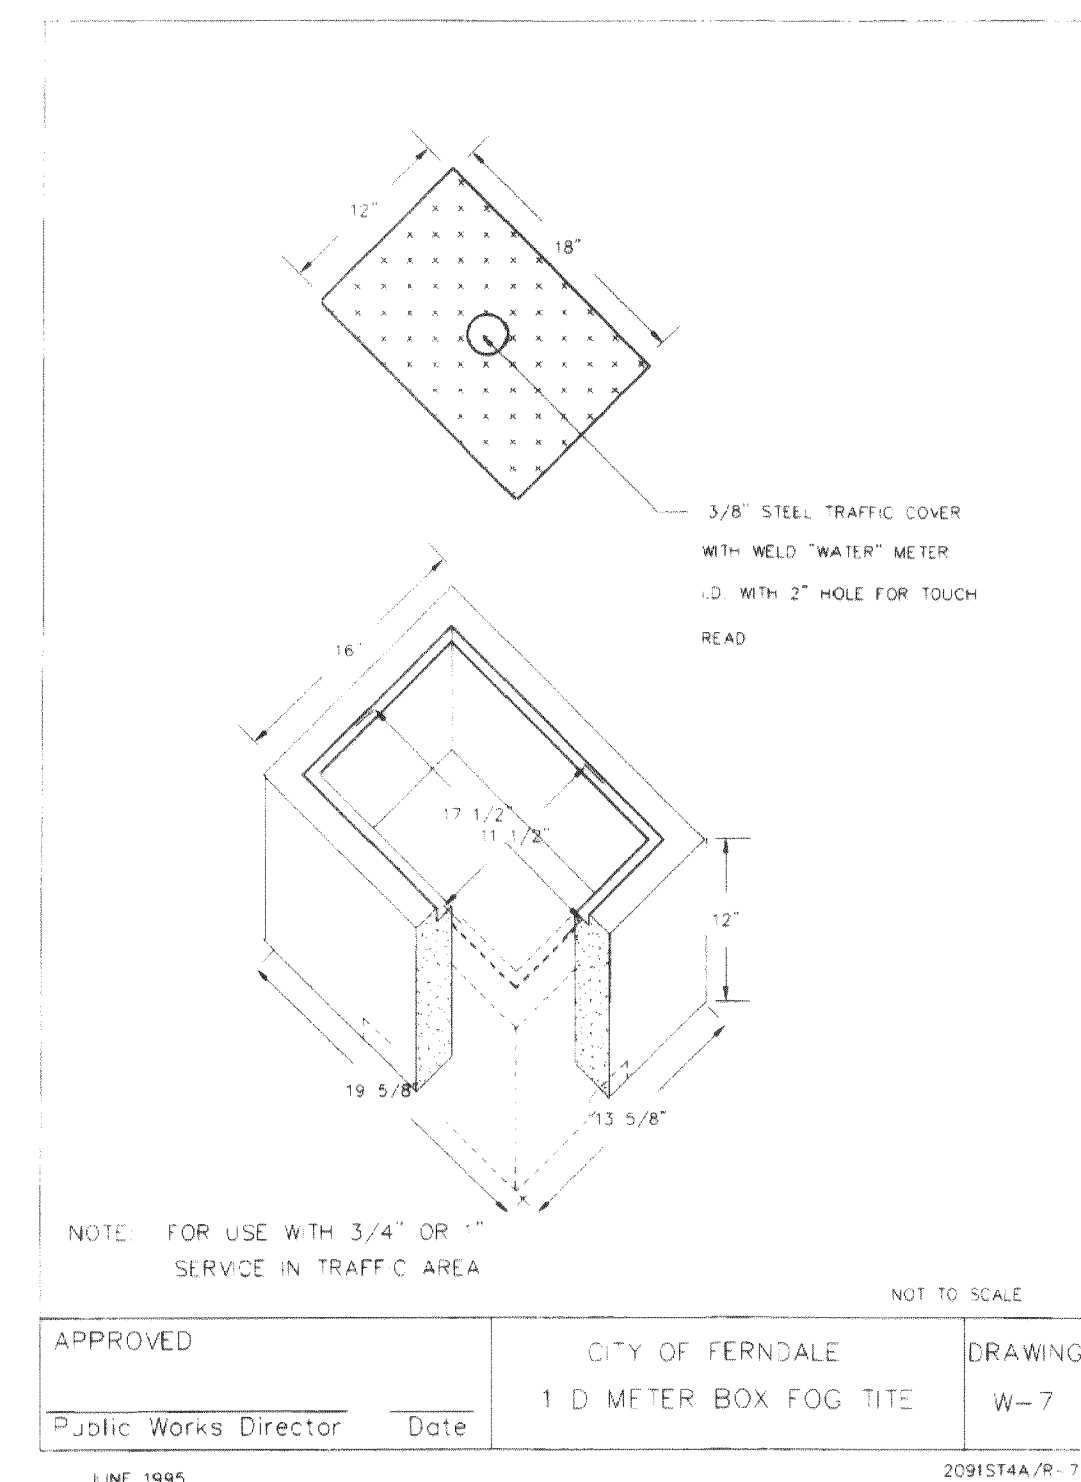 12"
18"
3/8" STEEL TRAFFIC COVER
WITH WELD "WATER" METER
I.D. WITH 2" HOLE FOR TOUCH
READ
16"
17 1/2"
11 1/2"
12"
19 5/8"
13 5/8"
NOTE: FOR USE WITH 3/4" OR 1"
SERVICE IN TRAFFIC AREA
NOT TO SCALE
APPROVED
Public Works Director Date
CITY OF FERNDALE
1 D METER BOX FOG TITE
DRAWING
W-7
JUNE 1995
2091ST4A/R-7